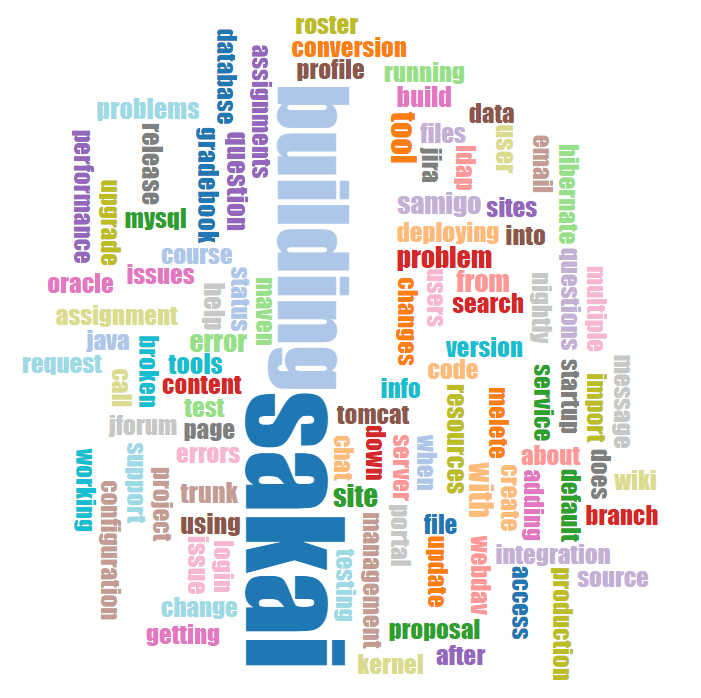 roster
conversion
profile
running
database
assignments
build
data
problems
tool
files
user
release
performance
gradebook
question
building
jira
ldap
email
hibernate
upgrade
mysql
samigo
sites
deploying
into
course
problem
issues
oracle
status
help
maven
users
from
search
changes
nightly
questions
multiple
assignment
java
error
version
request
broken
tools
content
code
info
call
test
tomcat
jforum
page
sakai
resources
melete
service
startup
import
message
errors
chat
down
server
when
about
does
wiki
working
support
project
trunk
site
with
create
adding
default
branch
configuration
using
management
portal
file
integration
issue
login
testing
update
webdav
access
source
production
change
getting
proposal
kernel
after